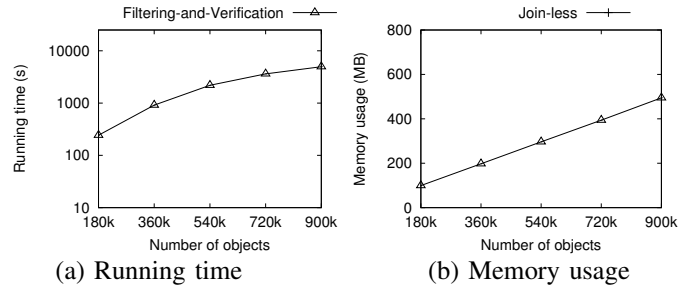 Filtering-and-Verification
Join-less
Running time (s)
10000
1000
100
10
180k 360k 540k 720k 900k
Number of objects
(a) Running time
Memory usage (MB)
800
600
400
200
0
180k 360k 540k 720k 900k
Number of objects
(b) Memory usage